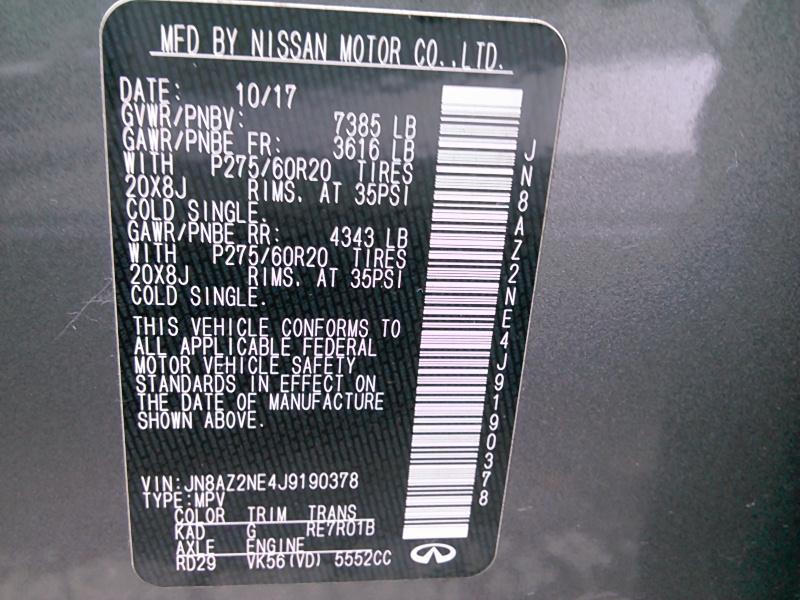 MFD BY NISSAN MOTOR CO.,LTD.
DATE: 10/17
GVWR/PNBV: 7385 LB
GAWR/PNBE FR: 3616 LB
WITH P275/60R20 TIRES
20X8J RIMS, AT 35PSI
COLD SINGLE.
GAWR/PNBE RR: 4343 LB
WITH P275/60R20 TIRES
20X8J RIMS, AT 35PSI
COLD SINGLE.
THIS VEHICLE CONFORMS TO
ALL APPLICABLE FEDERAL
MOTOR VEHICLE SAFETY
STANDARDS IN EFFECT ON
THE DATE OF MANUFACTURE
SHOWN ABOVE.
VIN:JN8AZ2NE4J9190378
TYPE:MPV
COLOR TRIM TRANS
KAD G RE7R01B
AXLE ENGINE
RD29 VK56(VD) 5552CC
JN8AZ2NE4J9190378